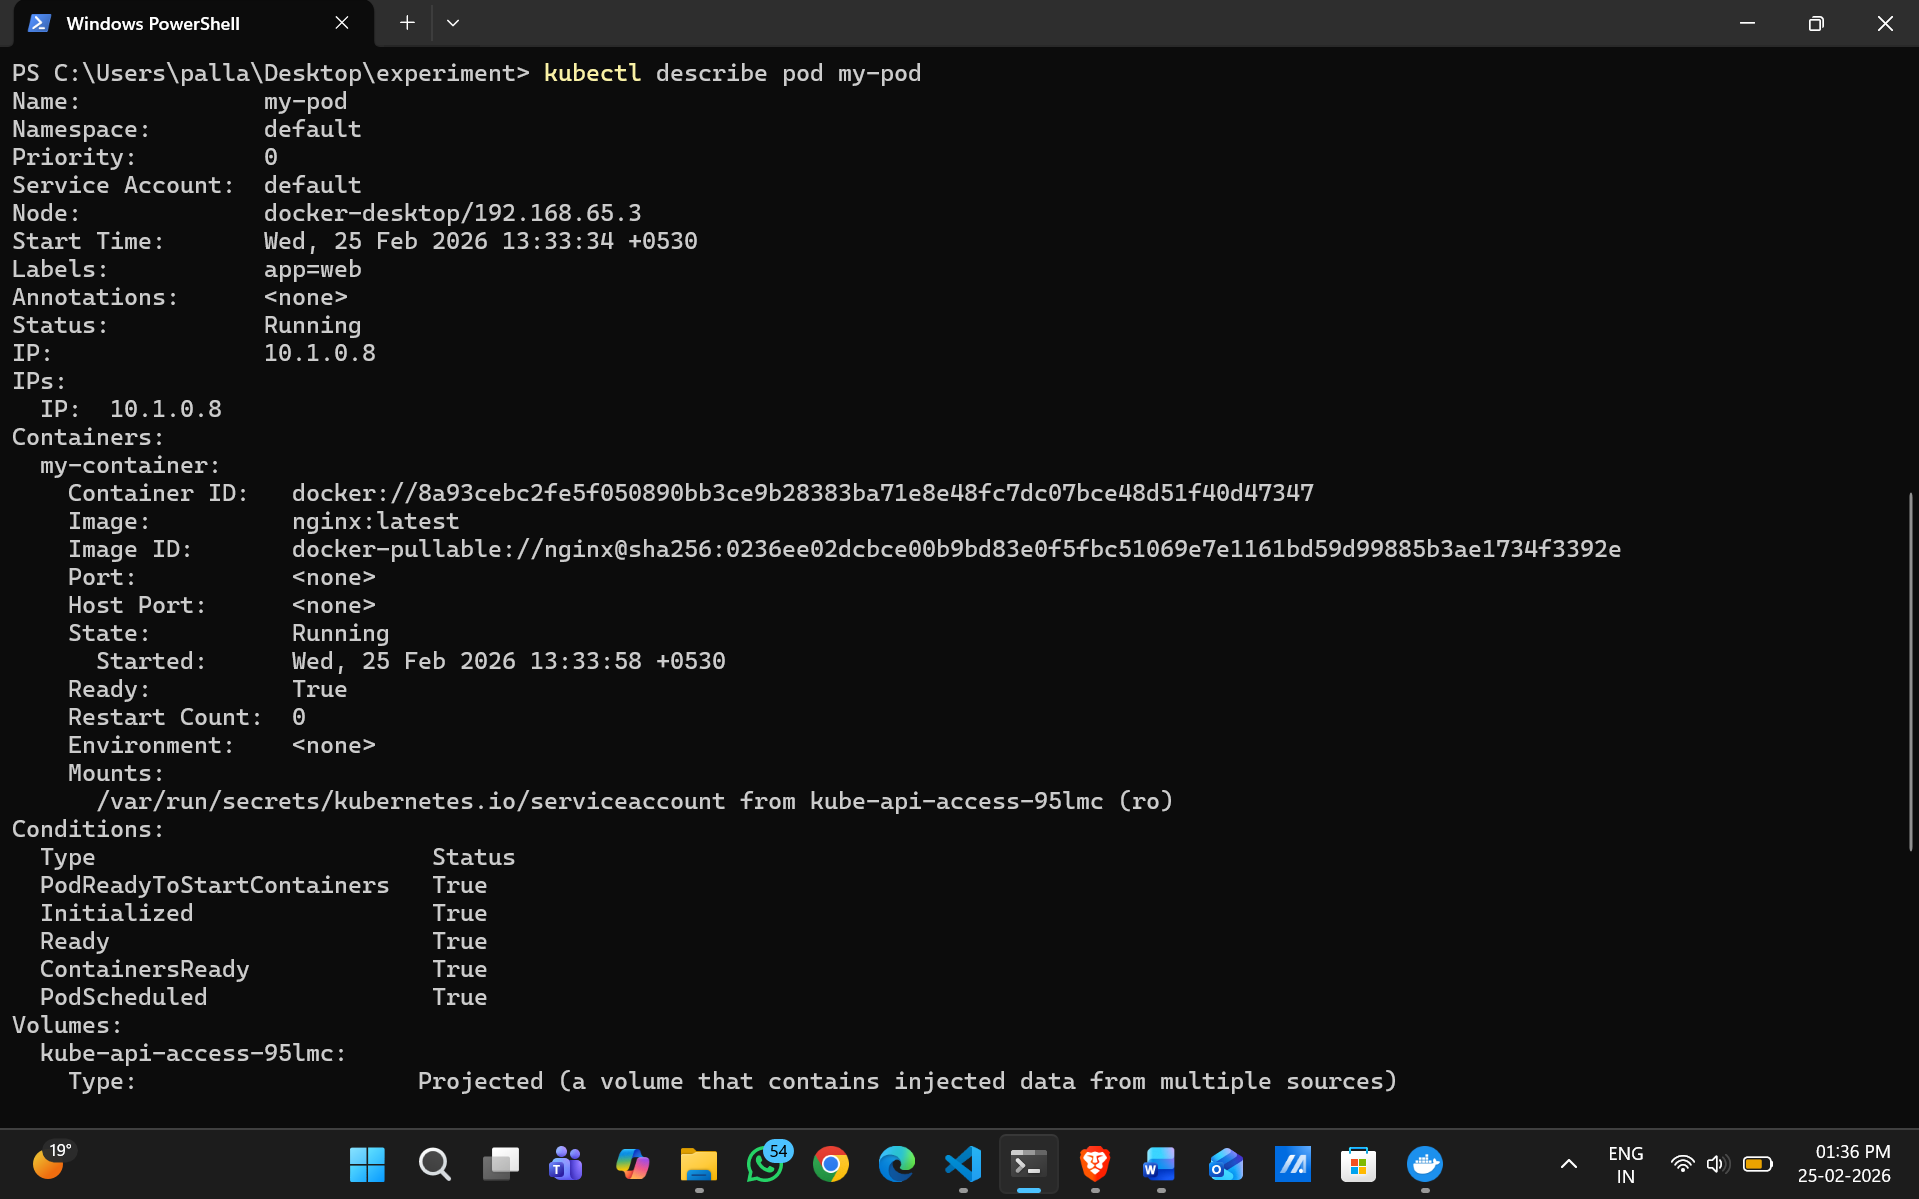 Windows PowerShell
PS C:\Users\palla\Desktop\experiment> kubectl describe pod my-pod
Name:             my-pod
Namespace:        default
Priority:         0
Service Account:  default
Node:             docker-desktop/192.168.65.3
Start Time:       Wed, 25 Feb 2026 13:33:34 +0530
Labels:           app=web
Annotations:      <none>
Status:           Running
IP:               10.1.0.8
IPs:
  IP:  10.1.0.8
Containers:
  my-container:
    Container ID:   docker://8a93cebc2fe5f050890bb3ce9b28383ba71e8e48fc7dc07bce48d51f40d47347
    Image:          nginx:latest
    Image ID:       docker-pullable://nginx@sha256:0236ee02dcbce00b9bd83e0f5fbc51069e7e1161bd59d99885b3ae1734f3392e
    Port:           <none>
    Host Port:      <none>
    State:          Running
      Started:      Wed, 25 Feb 2026 13:33:58 +0530
    Ready:          True
    Restart Count:  0
    Environment:    <none>
    Mounts:
      /var/run/secrets/kubernetes.io/serviceaccount from kube-api-access-95lmc (ro)
Conditions:
  Type                        Status
  PodReadyToStartContainers   True
  Initialized                 True
  Ready                       True
  ContainersReady             True
  PodScheduled                True
Volumes:
  kube-api-access-95lmc:
    Type:                    Projected (a volume that contains injected data from multiple sources)
19°
54
ENG
IN
01:36 PM
25-02-2026